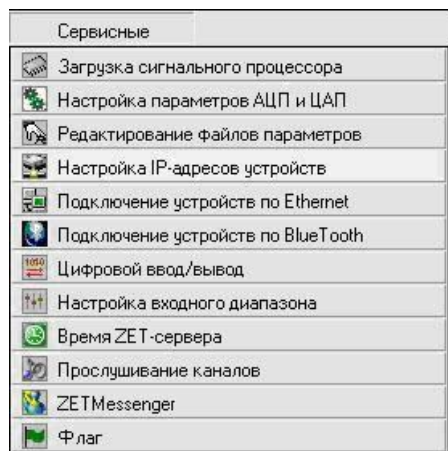 Сервисные
Загрузка сигнального процессора
Настройка параметров АЦП и ЦАП
Редактирование файлов параметров
Настройка IP-адресов устройств
Подключение устройств по Ethernet
Подключение устройств по BlueTooth
Цифровой ввод/вывод
Настройка входного диапазона
Время ZET-сервера
Прослушивание каналов
ZETMessenger
Флаг